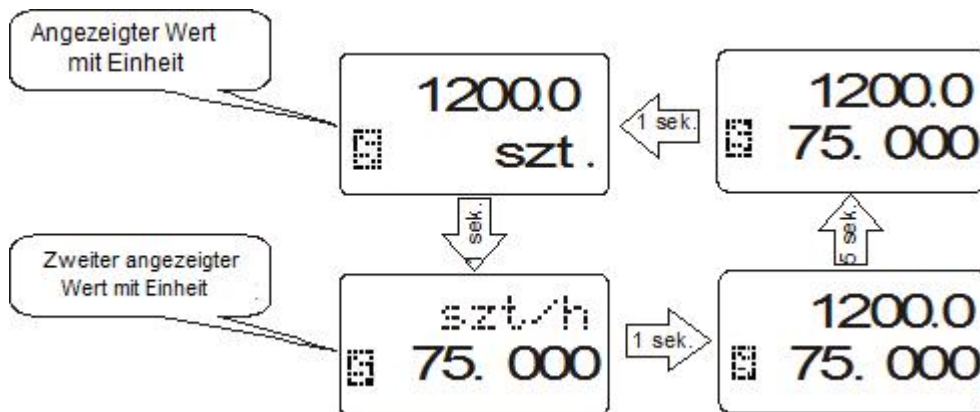 Angezeigter Wert
mit Einheit
1200.0
szt.
1 sek.
1200.0
75. 000
sek.
5 sek.
Zweiter angezeigter
Wert mit Einheit
szt/h
75. 000
1 sek.
1200.0
75. 000